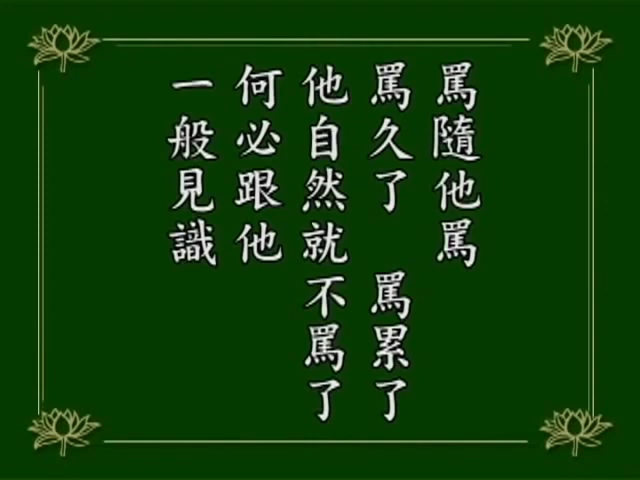 罵隨他罵
罵久了　罵累了
他自然就不罵了
何必跟他
一般見識